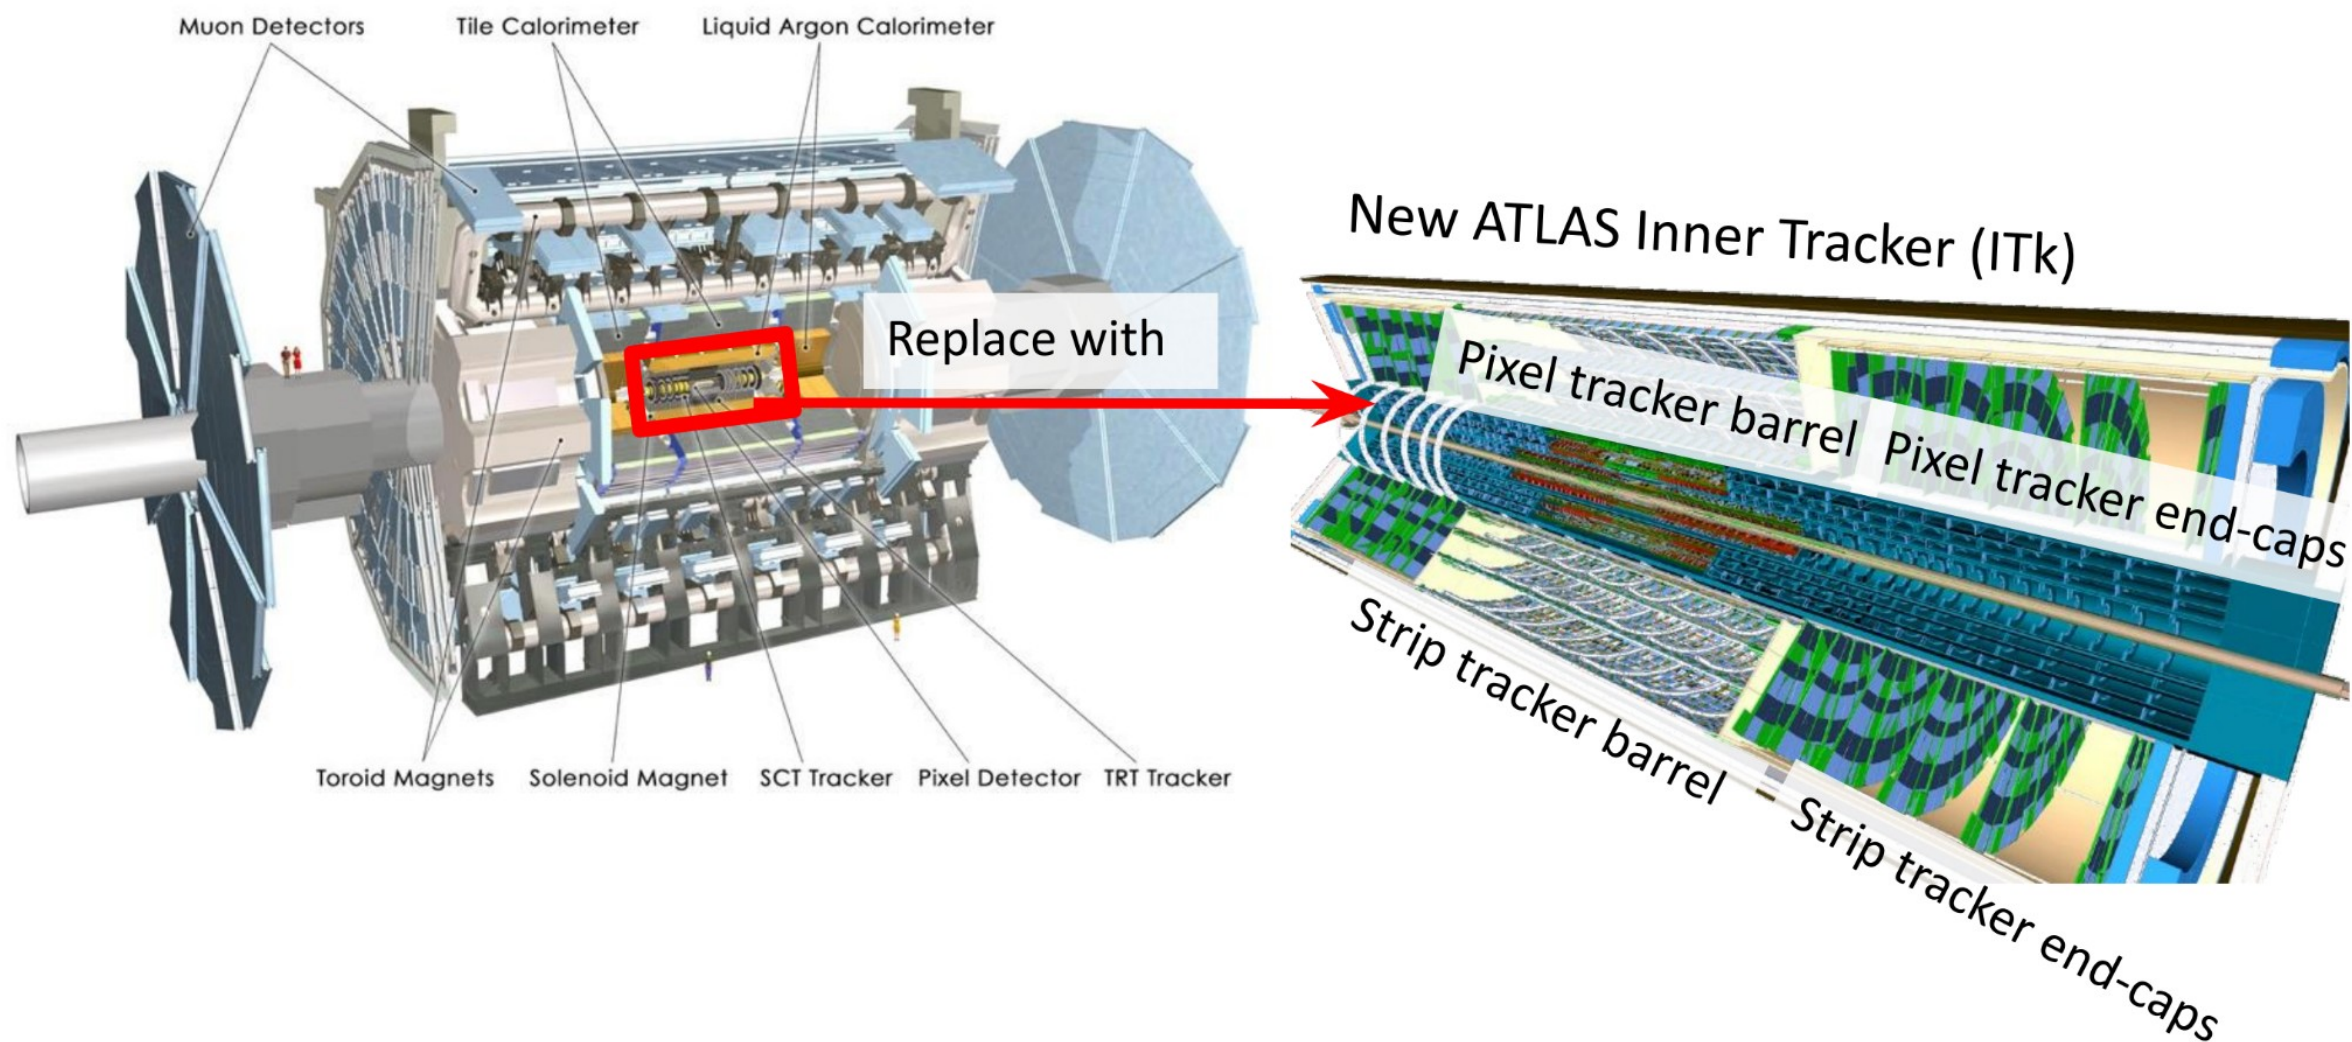 Muon Detectors
Tile Calorimeter
Liquid Argon Calorimeter
Replace with
Toroid Magnets
Solenoid Magnet
SCT Tracker
Pixel Detector
TRT Tracker
New ATLAS Inner Tracker (ITk)
Pixel tracker barrel
Pixel tracker end-caps
Strip tracker barrel
Strip tracker end-caps